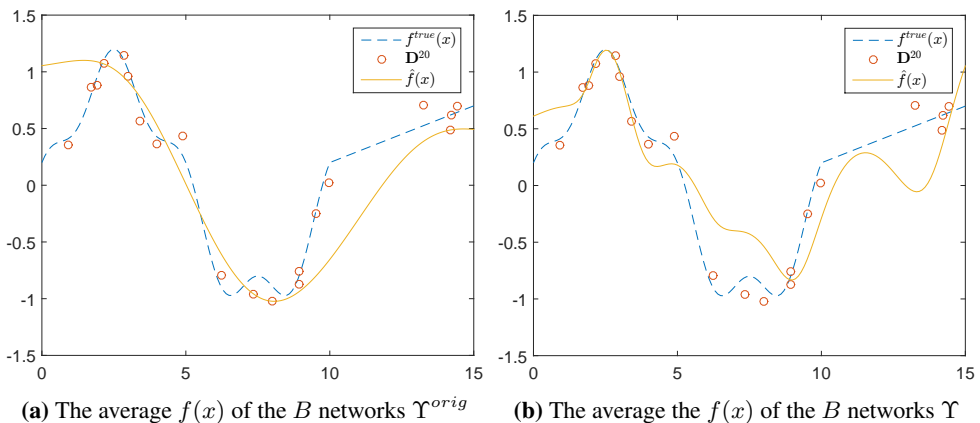 1.5
1
0.5
0
-0.5
-1
-1.5
0 5 10 15
f^{true}(x)
D^{20}
\hat{f}(x)
(a) The average f(x) of the B networks Υ^{orig}
1.5
1
0.5
0
-0.5
-1
-1.5
0 5 10 15
f^{true}(x)
D^{20}
\hat{f}(x)
(b) The average the f(x) of the B networks Υ